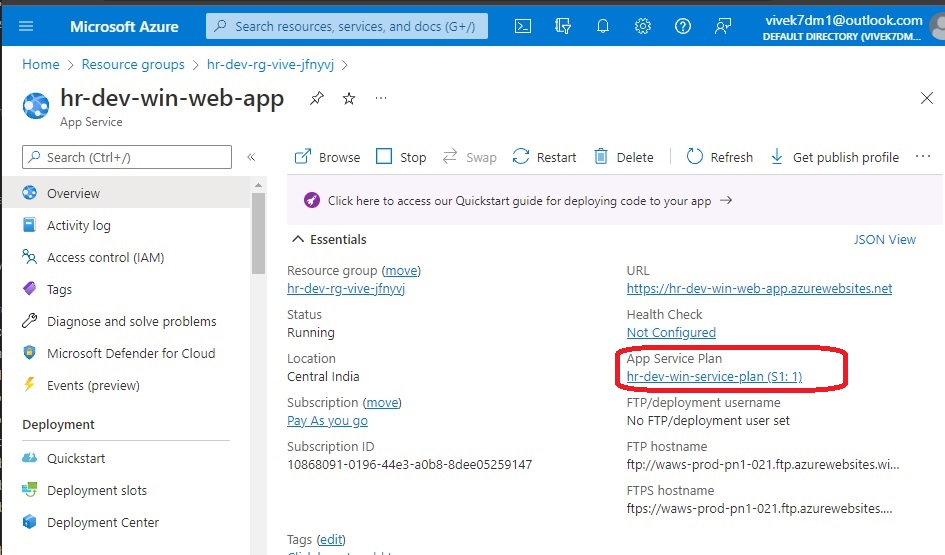 Microsoft Azure
Search resources, services, and docs (G+/)
vivek7dm1@outlook.com
DEFAULT DIRECTORY (VIVEK7DM...
Home > Resource groups > hr-dev-rg-vive-jfnyvj >
hr-dev-win-web-app
App Service
Search (Ctrl+/)
Browse Stop Swap Restart Delete Refresh Get publish profile
Overview
Activity log
Access control (IAM)
Tags
Diagnose and solve problems
Microsoft Defender for Cloud
Events (preview)
Deployment
Quickstart
Deployment slots
Deployment Center
Click here to access our Quickstart guide for deploying code to your app →
Essentials
JSON View
Resource group (move)
hr-dev-rg-vive-jfnyvj
Status
Running
Location
Central India
Subscription (move)
Pay As you go
Subscription ID
10868091-0196-44e3-a0b8-8dee05259147
URL
https://hr-dev-win-web-app.azurewebsites.net
Health Check
Not Configured
App Service Plan
hr-dev-win-service-plan (S1: 1)
FTP/deployment username
No FTP/deployment user set
FTP hostname
ftp://waws-prod-pn1-021.ftp.azurewebsites.wi...
FTPS hostname
ftps://waws-prod-pn1-021.ftp.azurewebsites....
Tags (edit)